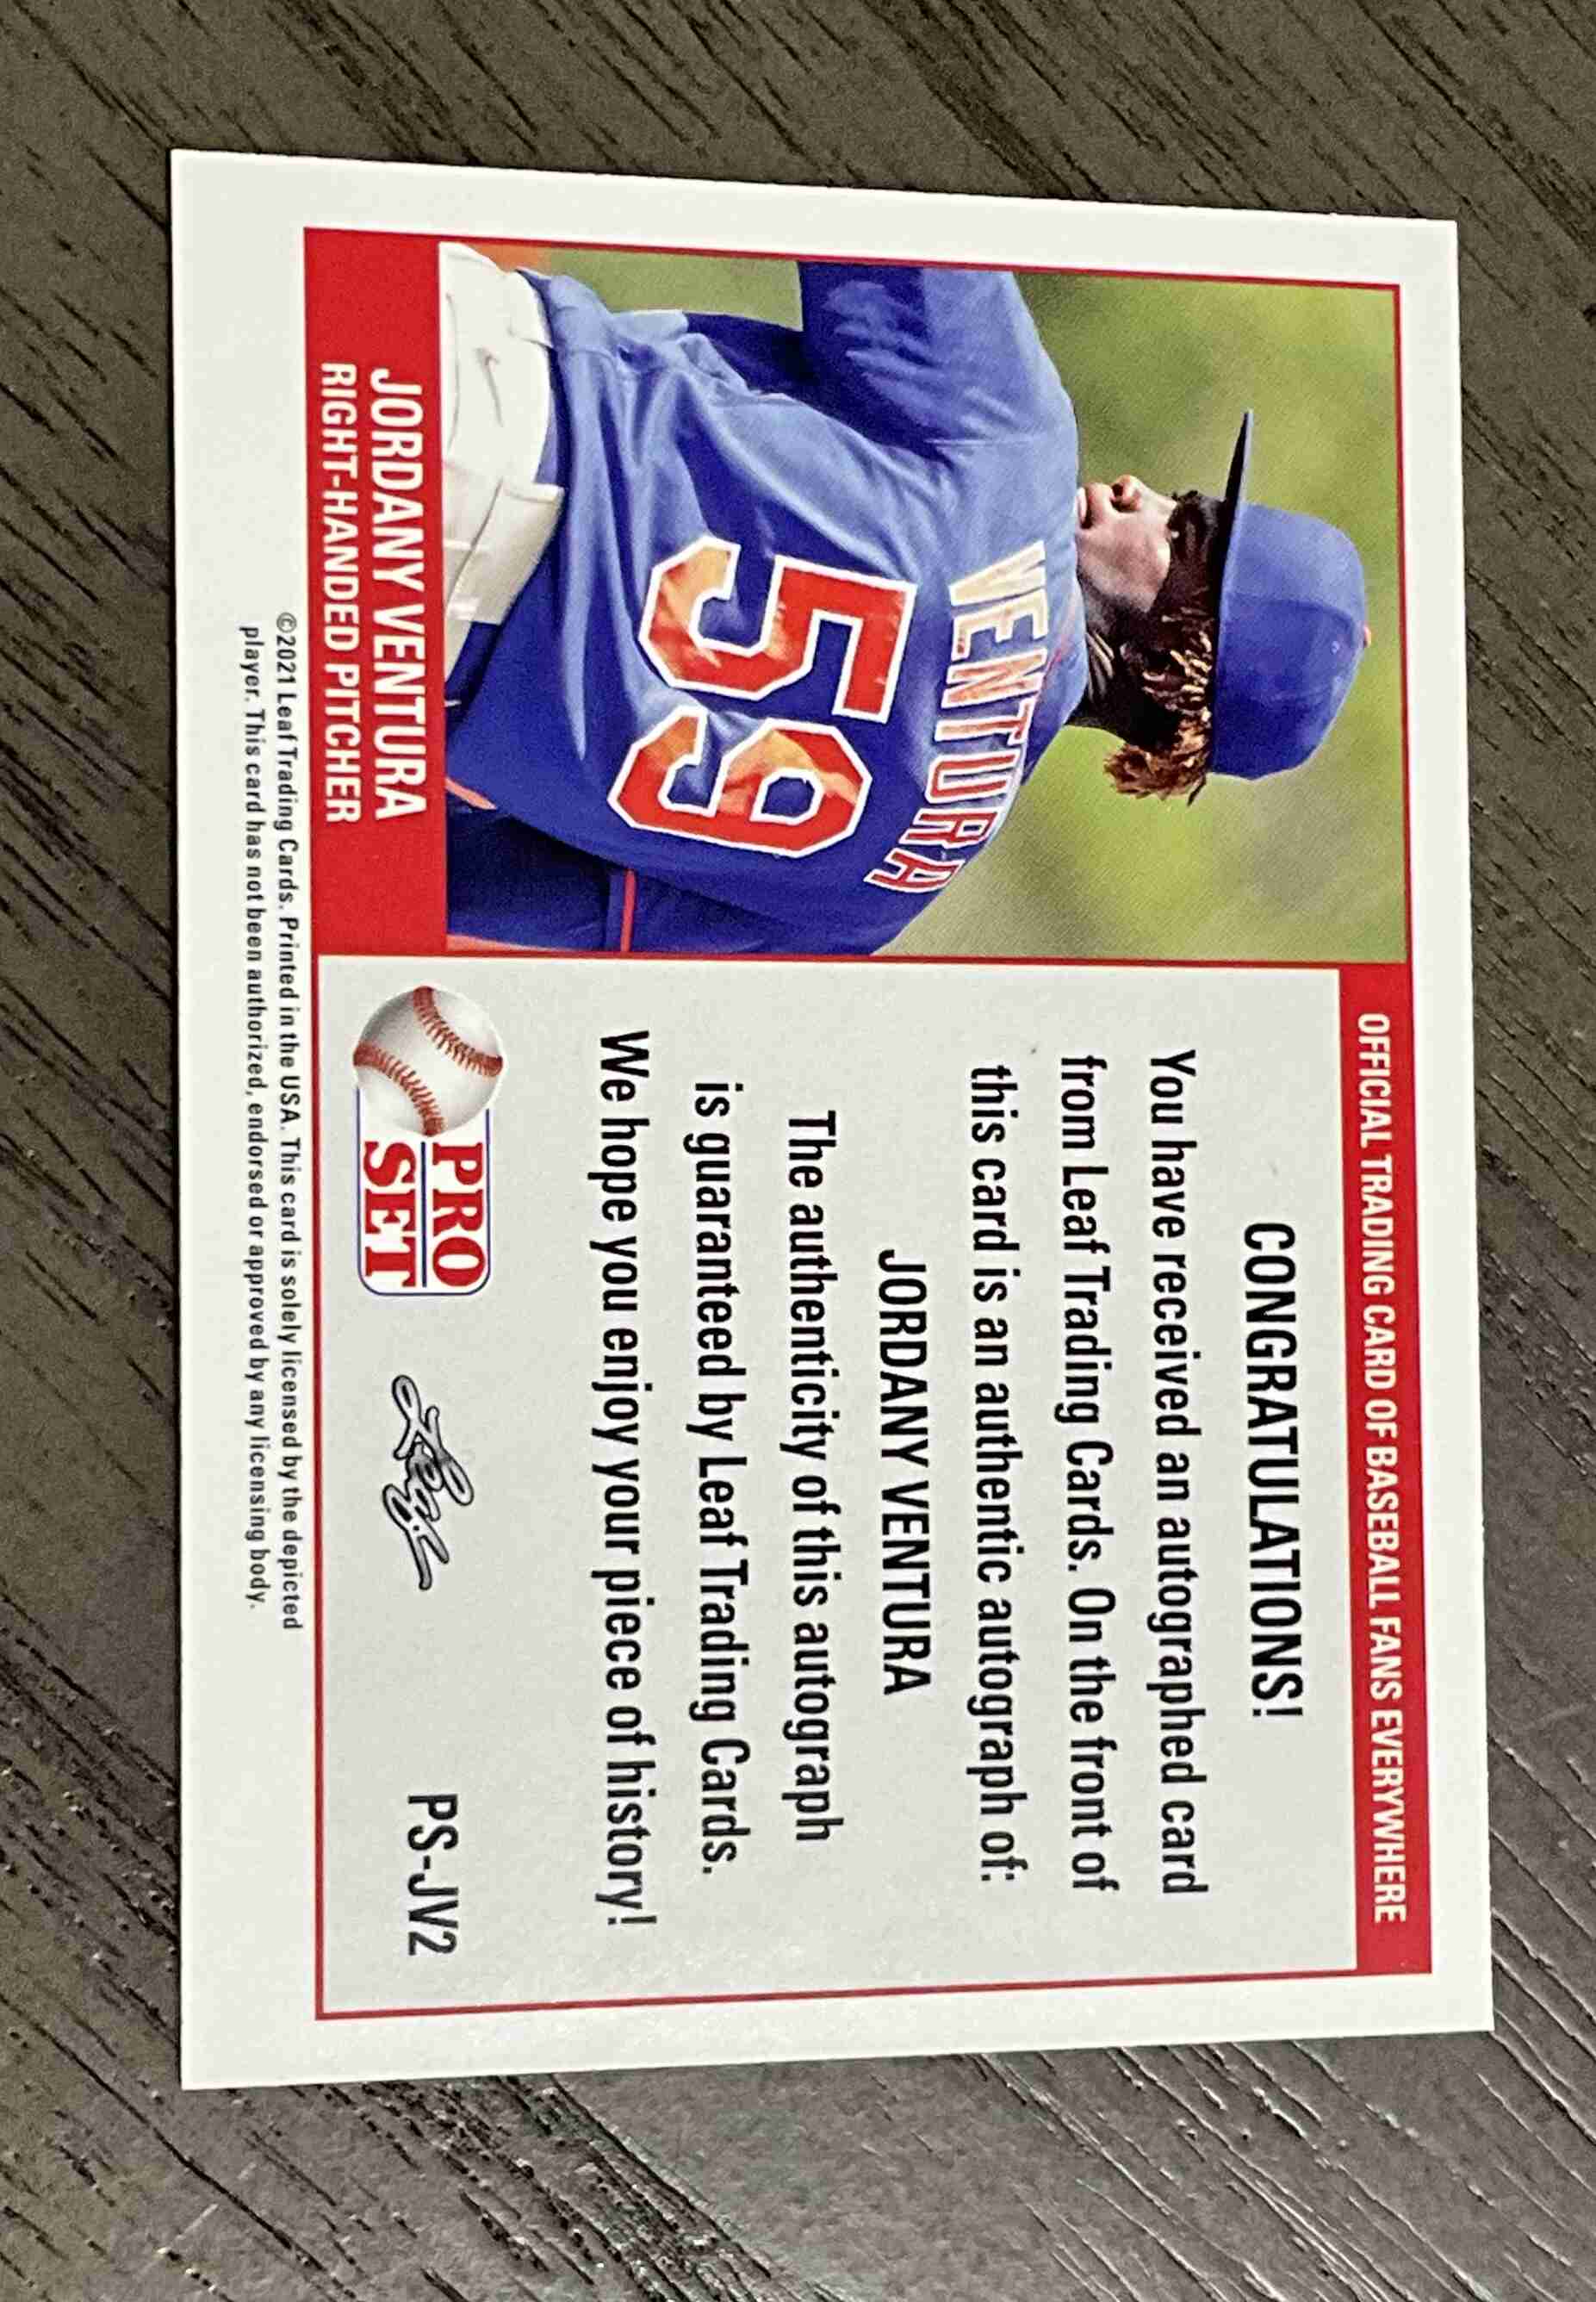 OFFICIAL TRADING CARD OF BASEBALL FANS EVERYWHERE
VENTURA
59
JORDANY VENTURA
RIGHT-HANDED PITCHER
CONGRATULATIONS!
You have received an autographed card
from Leaf Trading Cards. On the front of
this card is an authentic autograph of:
JORDANY VENTURA
The authenticity of this autograph
is guaranteed by Leaf Trading Cards.
We hope you enjoy your piece of history!
PRO
SET
Leaf
PS-JV2
©2021 Leaf Trading Cards. Printed in the USA. This card is solely licensed by the depicted
player. This card has not been authorized, endorsed or approved by any licensing body.